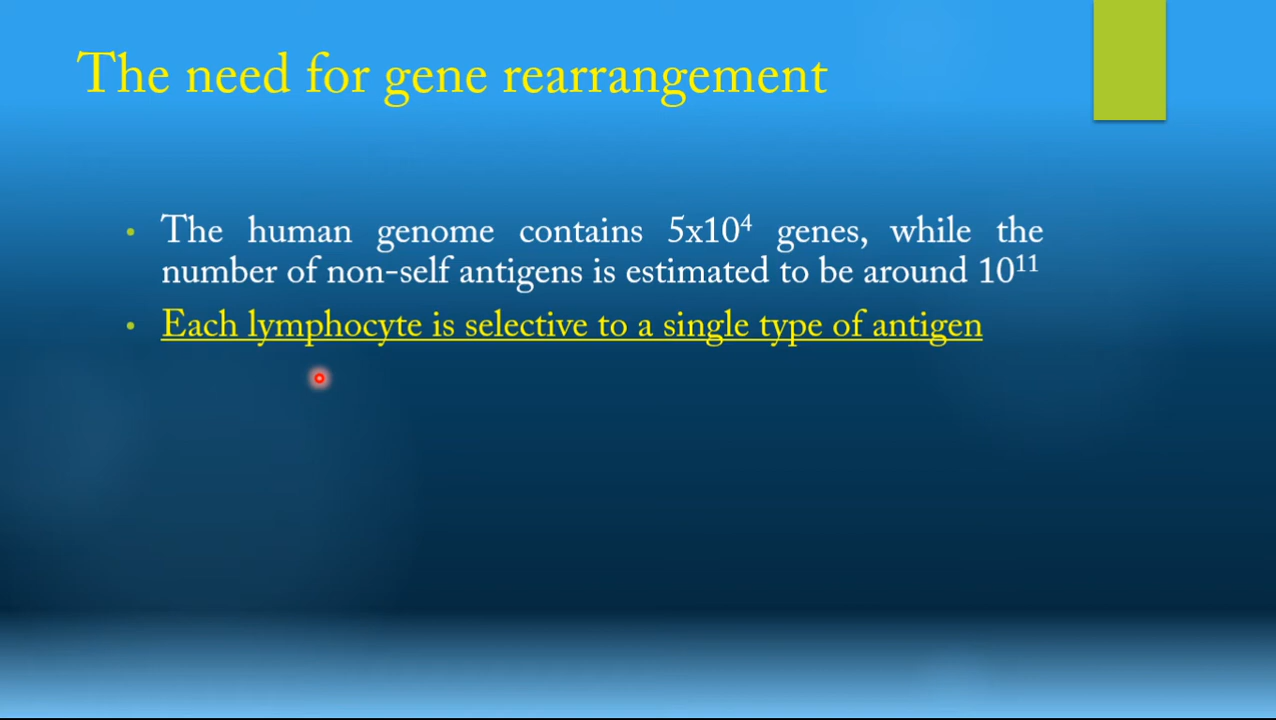 The need for gene rearrangement
• The human genome contains 5x10⁴ genes, while the
number of non-self antigens is estimated to be around 10¹¹
• Each lymphocyte is selective to a single type of antigen